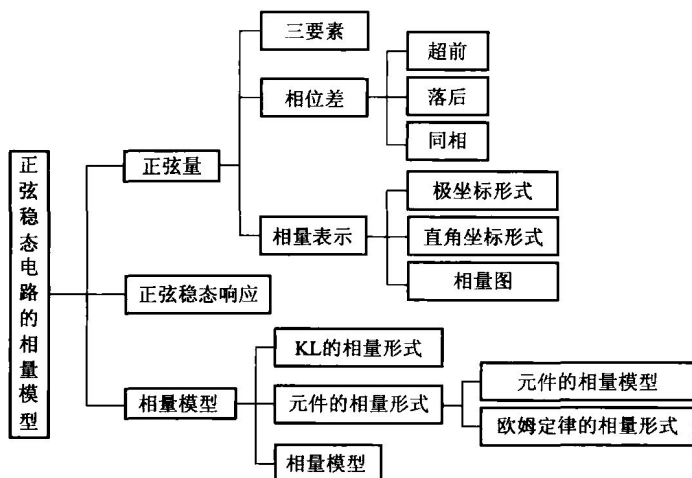 正弦稳态电路的相量模型
正弦量
三要素
相位差
超前
落后
同相
相量表示
极坐标形式
直角坐标形式
相量图
正弦稳态响应
相量模型
KL的相量形式
元件的相量形式
元件的相量模型
欧姆定律的相量形式
相量模型